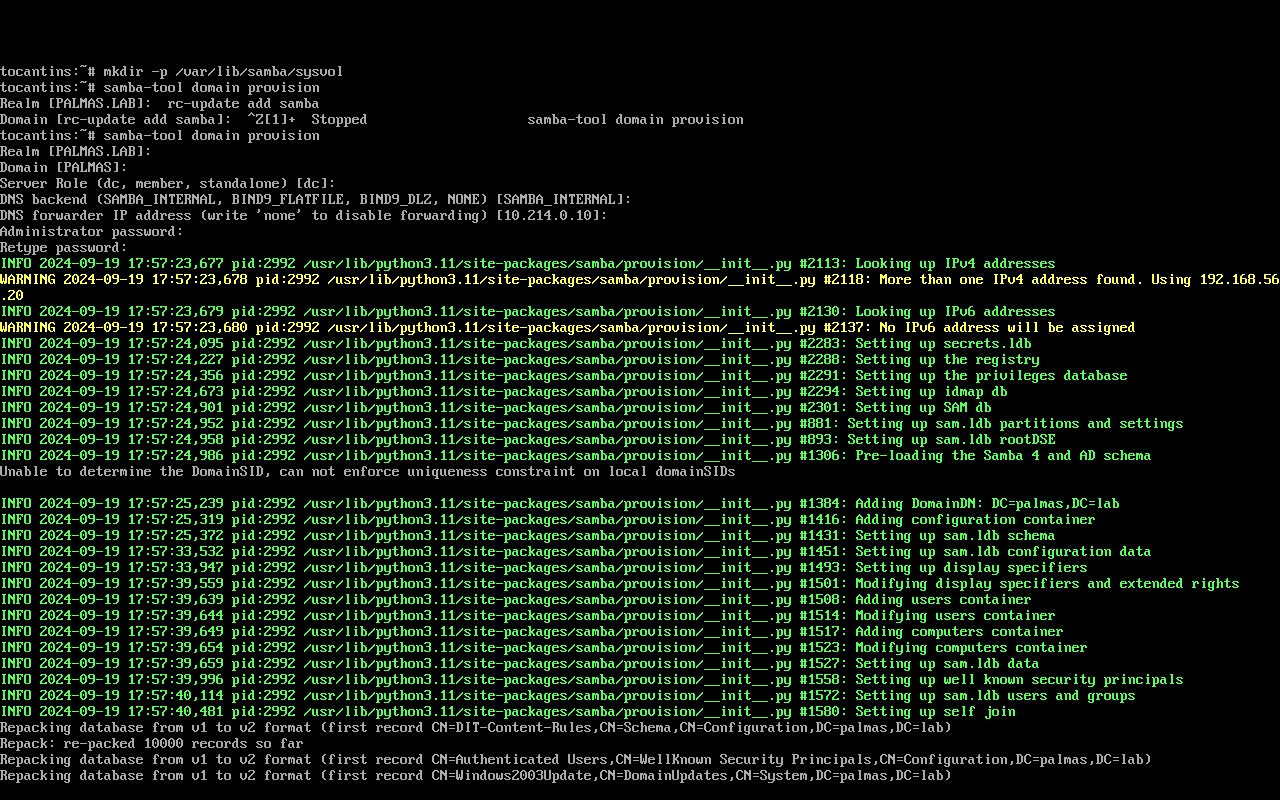 tocantins:~# mkdir -p /var/lib/samba/sysvol
tocantins:~# samba-tool domain provision
Realm [PALMAS.LAB]:  rc-update add samba
Domain [rc-update add samba]:  ^Z[1]+  Stopped                    samba-tool domain provision
tocantins:~# samba-tool domain provision
Realm [PALMAS.LAB]:
Domain [PALMAS]:
Server Role (dc, member, standalone) [dc]:
DNS backend (SAMBA_INTERNAL, BIND9_FLATFILE, BIND9_DLZ, NONE) [SAMBA_INTERNAL]:
DNS forwarder IP address (write 'none' to disable forwarding) [10.214.0.10]:
Administrator password:
Retype password:
INFO 2024-09-19 17:57:23,677 pid:2992 /usr/lib/python3.11/site-packages/samba/provision/__init__.py #2113: Looking up IPv4 addresses
WARNING 2024-09-19 17:57:23,678 pid:2992 /usr/lib/python3.11/site-packages/samba/provision/__init__.py #2118: More than one IPv4 address found. Using 192.168.56
.20
INFO 2024-09-19 17:57:23,679 pid:2992 /usr/lib/python3.11/site-packages/samba/provision/__init__.py #2130: Looking up IPv6 addresses
WARNING 2024-09-19 17:57:23,680 pid:2992 /usr/lib/python3.11/site-packages/samba/provision/__init__.py #2137: No IPv6 address will be assigned
INFO 2024-09-19 17:57:24,095 pid:2992 /usr/lib/python3.11/site-packages/samba/provision/__init__.py #2283: Setting up secrets.ldb
INFO 2024-09-19 17:57:24,227 pid:2992 /usr/lib/python3.11/site-packages/samba/provision/__init__.py #2288: Setting up the registry
INFO 2024-09-19 17:57:24,356 pid:2992 /usr/lib/python3.11/site-packages/samba/provision/__init__.py #2291: Setting up the privileges database
INFO 2024-09-19 17:57:24,673 pid:2992 /usr/lib/python3.11/site-packages/samba/provision/__init__.py #2294: Setting up idmap db
INFO 2024-09-19 17:57:24,901 pid:2992 /usr/lib/python3.11/site-packages/samba/provision/__init__.py #2301: Setting up SAM db
INFO 2024-09-19 17:57:24,952 pid:2992 /usr/lib/python3.11/site-packages/samba/provision/__init__.py #881: Setting up sam.ldb partitions and settings
INFO 2024-09-19 17:57:24,958 pid:2992 /usr/lib/python3.11/site-packages/samba/provision/__init__.py #893: Setting up sam.ldb rootDSE
INFO 2024-09-19 17:57:24,986 pid:2992 /usr/lib/python3.11/site-packages/samba/provision/__init__.py #1306: Pre-loading the Samba 4 and AD schema
Unable to determine the DomainSID, can not enforce uniqueness constraint on local domainSIDs

INFO 2024-09-19 17:57:25,239 pid:2992 /usr/lib/python3.11/site-packages/samba/provision/__init__.py #1384: Adding DomainDN: DC=palmas,DC=lab
INFO 2024-09-19 17:57:25,319 pid:2992 /usr/lib/python3.11/site-packages/samba/provision/__init__.py #1416: Adding configuration container
INFO 2024-09-19 17:57:25,372 pid:2992 /usr/lib/python3.11/site-packages/samba/provision/__init__.py #1431: Setting up sam.ldb schema
INFO 2024-09-19 17:57:33,532 pid:2992 /usr/lib/python3.11/site-packages/samba/provision/__init__.py #1451: Setting up sam.ldb configuration data
INFO 2024-09-19 17:57:33,947 pid:2992 /usr/lib/python3.11/site-packages/samba/provision/__init__.py #1493: Setting up display specifiers
INFO 2024-09-19 17:57:39,559 pid:2992 /usr/lib/python3.11/site-packages/samba/provision/__init__.py #1501: Modifying display specifiers and extended rights
INFO 2024-09-19 17:57:39,639 pid:2992 /usr/lib/python3.11/site-packages/samba/provision/__init__.py #1508: Adding users container
INFO 2024-09-19 17:57:39,644 pid:2992 /usr/lib/python3.11/site-packages/samba/provision/__init__.py #1514: Modifying users container
INFO 2024-09-19 17:57:39,649 pid:2992 /usr/lib/python3.11/site-packages/samba/provision/__init__.py #1517: Adding computers container
INFO 2024-09-19 17:57:39,654 pid:2992 /usr/lib/python3.11/site-packages/samba/provision/__init__.py #1523: Modifying computers container
INFO 2024-09-19 17:57:39,659 pid:2992 /usr/lib/python3.11/site-packages/samba/provision/__init__.py #1527: Setting up sam.ldb data
INFO 2024-09-19 17:57:39,996 pid:2992 /usr/lib/python3.11/site-packages/samba/provision/__init__.py #1558: Setting up well known security principals
INFO 2024-09-19 17:57:40,114 pid:2992 /usr/lib/python3.11/site-packages/samba/provision/__init__.py #1572: Setting up sam.ldb users and groups
INFO 2024-09-19 17:57:40,481 pid:2992 /usr/lib/python3.11/site-packages/samba/provision/__init__.py #1580: Setting up self join
Repacking database from v1 to v2 format (first record CN=DIT-Content-Rules,CN=Schema,CN=Configuration,DC=palmas,DC=lab)
Repack: re-packed 10000 records so far
Repacking database from v1 to v2 format (first record CN=Authenticated Users,CN=WellKnown Security Principals,CN=Configuration,DC=palmas,DC=lab)
Repacking database from v1 to v2 format (first record CN=Windows2003Update,CN=DomainUpdates,CN=System,DC=palmas,DC=lab)